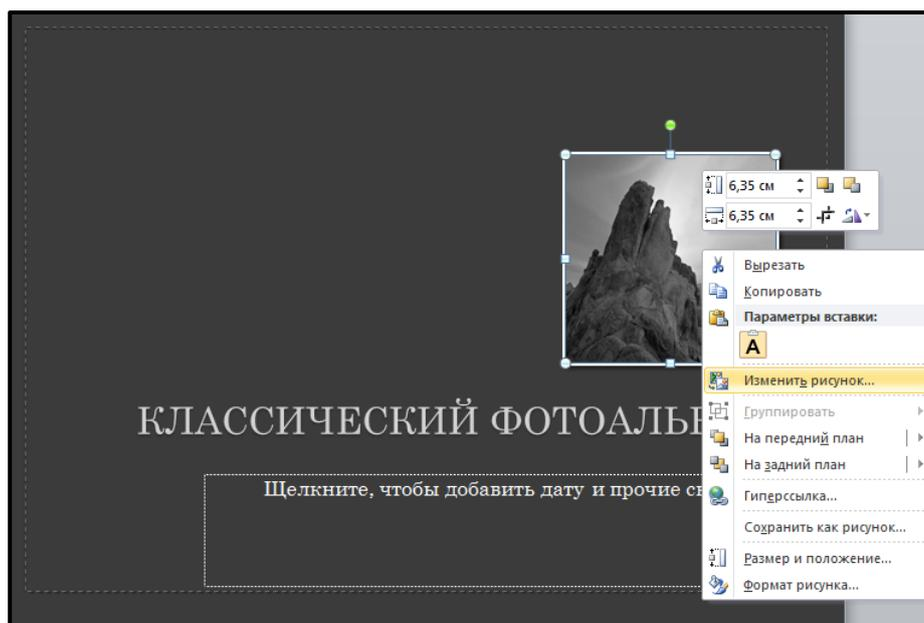 6,35 см
6,35 см
Вырезать
Копировать
Параметры вставки:
A
Изменить рисунок...
Группировать
На передний план
На задний план
Гиперссылка...
Сохранить как рисунок...
Размер и положение...
Формат рисунка...
КЛАССИЧЕСКИЙ
Щелкните, чтобы добавить дату и прочие